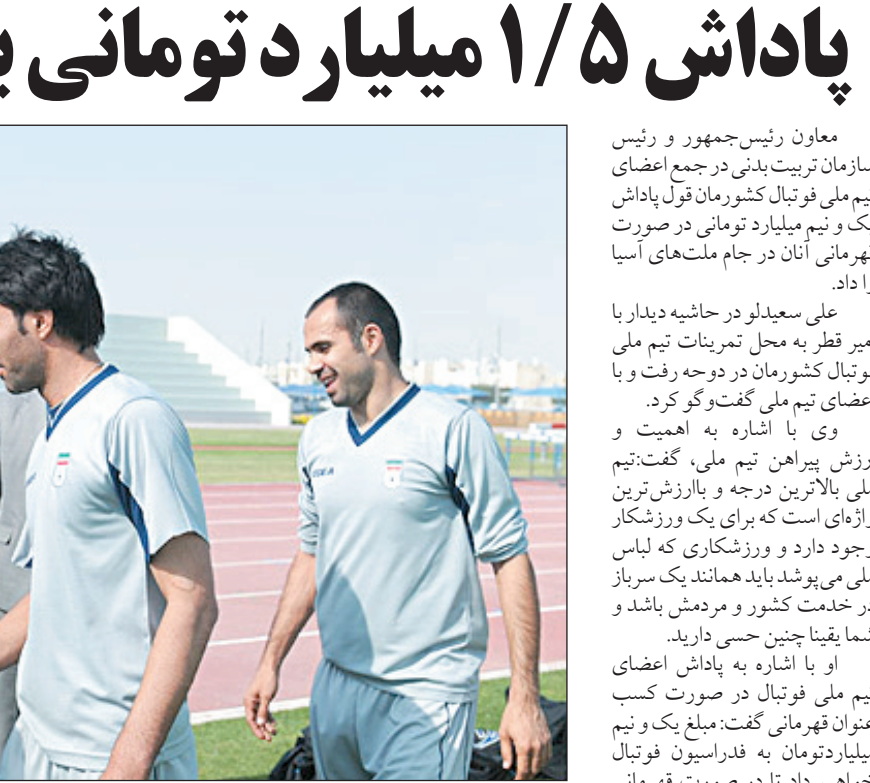 پاداش ۱/۵ میلیارد تومانی
معاون رئیس‌جمهور و رئیس
سازمان تربیت‌بدنی در جمع اعضای
تیم ملی فوتبال کشورمان قول پاداش
یک و نیم میلیارد تومانی در صورت
قهرمانی آنان در جام ملت‌های آسیا
را داد.
علی سعیدلو در حاشیه دیدار با
امیر قطر به محل تمرینات تیم ملی
فوتبال کشورمان در دوحه رفت و با
اعضای تیم ملی گفت‌وگو کرد.
وی با اشاره به اهمیت و
ارزش پیراهن تیم ملی، گفت:تیم
ملی بالاترین درجه و باارزش‌ترین
واژه‌ای است که برای یک ورزشکار
وجود دارد و ورزشکاری که لباس
ملی می‌پوشد باید همانند یک سرباز
در خدمت کشور و مردمش باشد و
شما یقینا چنین حسی دارید.
او با اشاره به پاداش اعضای
تیم ملی فوتبال در صورت کسب
عنوان قهرمانی گفت: مبلغ یک و نیم
میلیاردتومان به فدراسیون فوتبال
خواهم داد تا در صورت قهرمانی